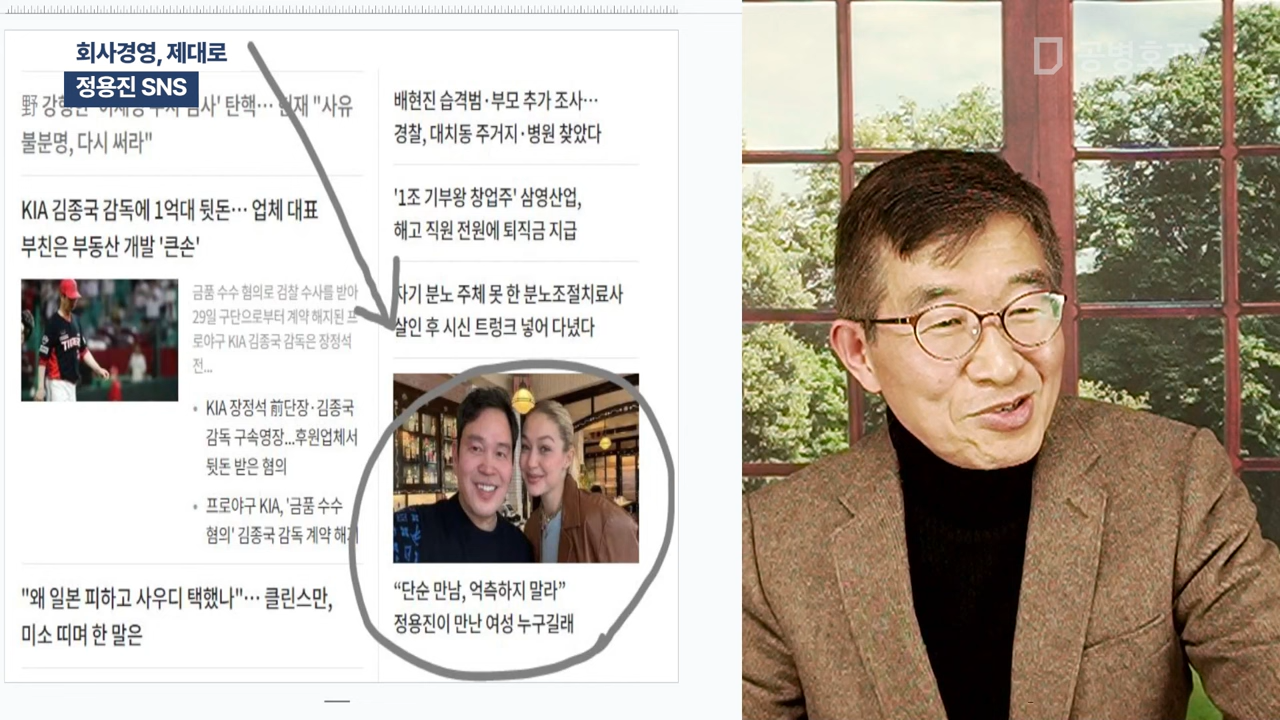 회사경영, 제대로
정용진 SNS
野 탄핵… "사유
불분명, 다시 써라"
KIA 김종국 감독에 1억대 뒷돈… 업체 대표
부친은 부동산 개발 '큰손'
금품 수수 혐의로 검찰 수사를 받아
29일 구단으로부터 계약 해지된 프
로야구 KIA 김종국 감독은 장정석
전...
• KIA 장정석 前단장·김종국
감독 구속영장...후원업체서
뒷돈 받은 혐의
• 프로야구 KIA, '금품 수수
혐의' 김종국 감독 계약 해지
"왜 일본 피하고 사우디 택했나"… 클린스만,
미소 띠며 한 말은
배현진 습격범·부모 추가 조사…
경찰, 대치동 주거지·병원 찾았다
'1조 기부왕 창업주' 삼영산업,
해고 직원 전원에 퇴직금 지급
자기 분노 주체 못 한 분노조절치료사
살인 후 시신 트렁크 넣어 다녔다
“단순 만남, 억측하지 말라”
정용진이 만난 여성 누구길래
공병호TV